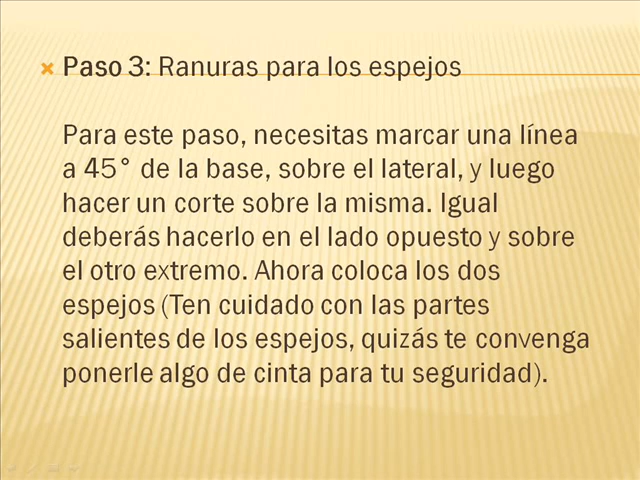 Paso 3: Ranuras para los espejos
Para este paso, necesitas marcar una línea
a 45° de la base, sobre el lateral, y luego
hacer un corte sobre la misma. Igual
deberás hacerlo en el lado opuesto y sobre
el otro extremo. Ahora coloca los dos
espejos (Ten cuidado con las partes
salientes de los espejos, quizás te convenga
ponerle algo de cinta para tu seguridad).